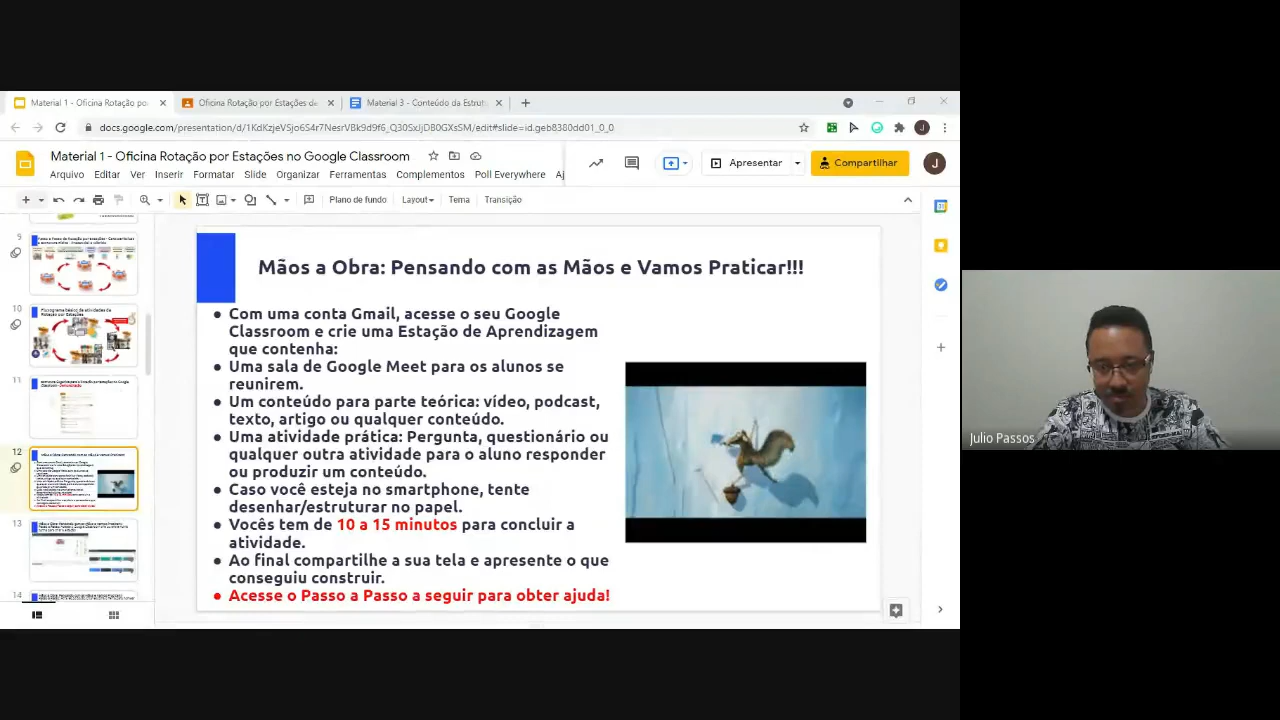 Material 1 - Oficina Rotação po
Oficina Rotação por Estações de
Material 3 - Conteúdo da Estrut
docs.google.com/presentation/d/1KdKzjeVSjo6S4r7NesrVBk9d9f6_Q30SxIjD80GXsSM/edit#slide=id.geb8380dd01_0_0
J
Material 1 - Oficina Rotação por Estações no Google Classroom
Apresentar
Compartilhar
J
Arquivo Editar Ver Inserir Formatar Slide Organizar Ferramentas Complementos Poll Everywhere Aj
Plano de fundo Layout Tema Transição
9
10
11
12
13
14
Mãos a Obra: Pensando com as Mãos e Vamos Praticar!!!
● Com uma conta Gmail, acesse o seu Google
Classroom e crie uma Estação de Aprendizagem
que contenha:
● Uma sala de Google Meet para os alunos se
reunirem.
● Um conteúdo para parte teórica: vídeo, podcast,
texto, artigo ou qualquer conteúdo.
● Uma atividade prática: Pergunta, questionário ou
qualquer outra atividade para o aluno responder
ou produzir um conteúdo.
● Caso você esteja no smartphone, tente
desenhar/estruturar no papel.
● Vocês tem de 10 a 15 minutos para concluir a
atividade.
● Ao final compartilhe a sua tela e apresente o que
conseguiu construir.
● Acesse o Passo a Passo a seguir para obter ajuda!
Julio Passos